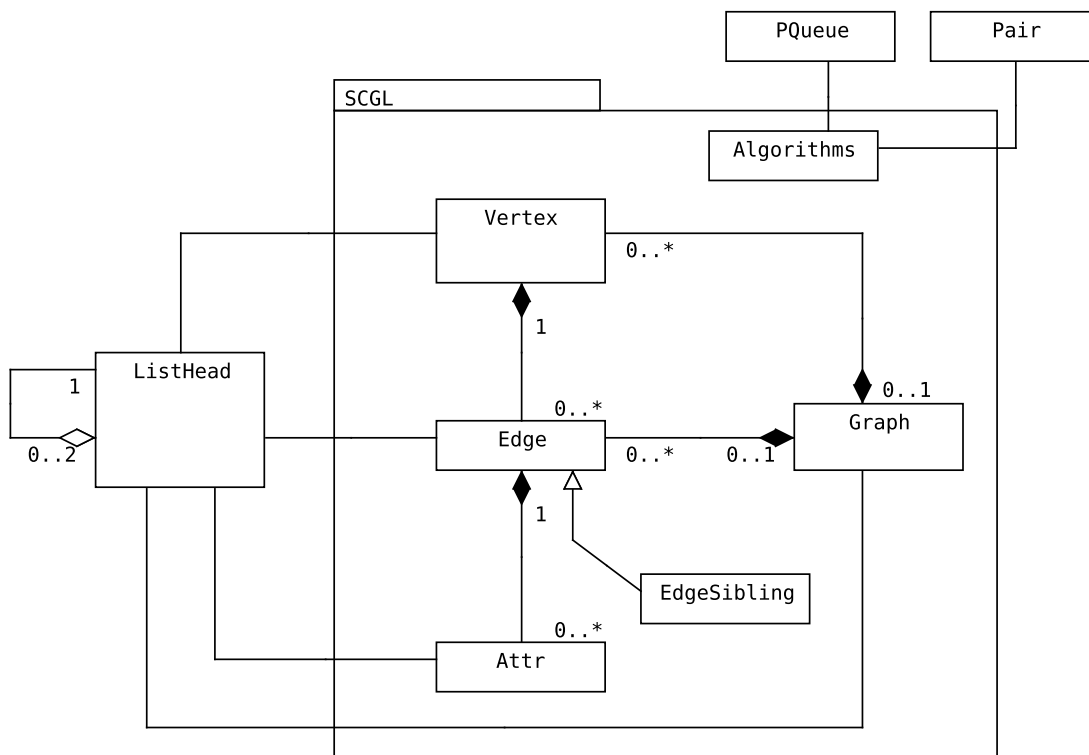 PQueue
Pair
SCGL
Algorithms
Vertex
0..*
1
ListHead
1
0..2
0..*
Edge
0..*
0..1
0..1
Graph
1
EdgeSibling
0..*
Attr